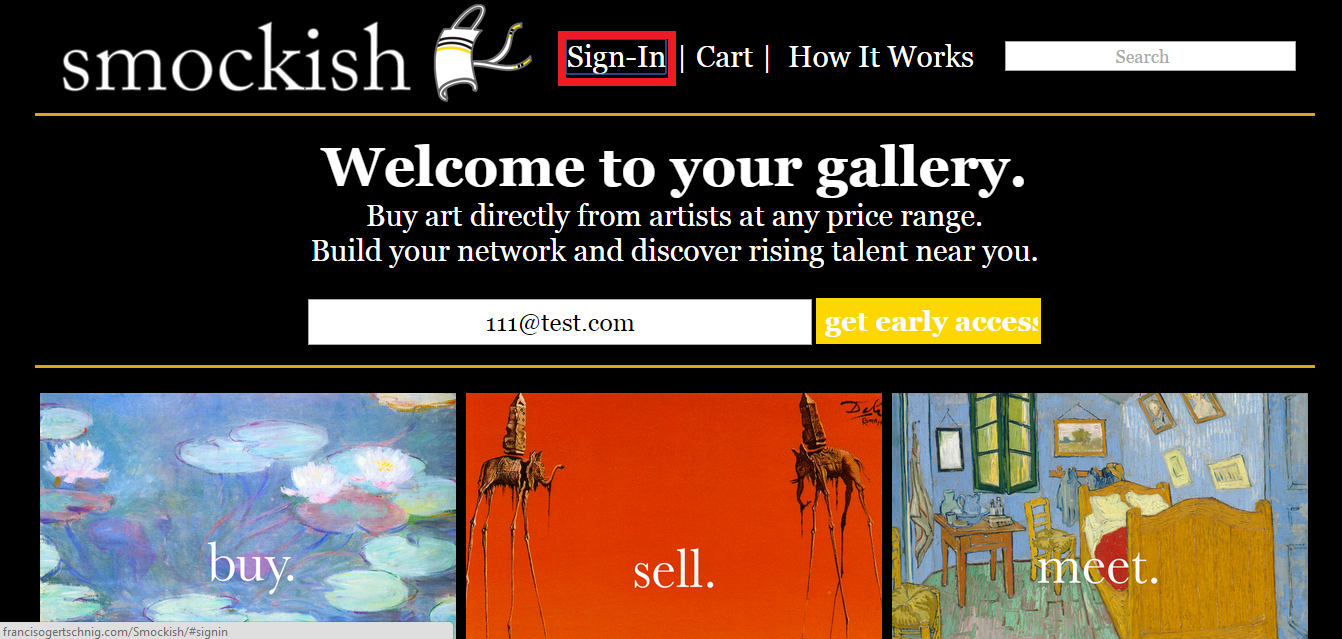 smockish
Sign-In | Cart | How It Works
Search
Welcome to your gallery.
Buy art directly from artists at any price range.
Build your network and discover rising talent near you.
111@test.com
get early access
buy.
sell.
meet.
francisogertschnig.com/Smockish/#signin